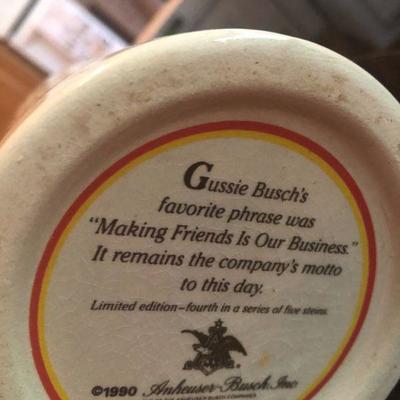 Gussie Busch's
favorite phrase was
"Making Friends Is Our Business."
It remains the company's motto
to this day.
Limited edition–fourth in a series of five steins.
©1990 Anheuser-Busch, Inc